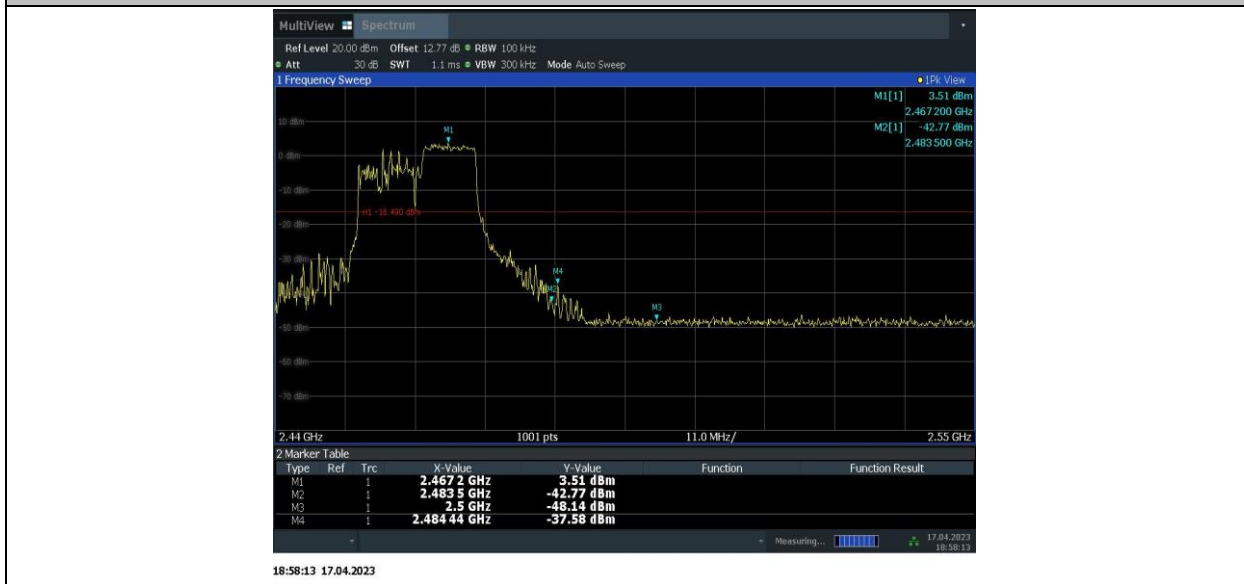 MultiView Spectrum
Ref Level 20.00 dBm Offset 12.77 dB RBW 100 kHz
Att 30 dB SWT 1.1 ms VBW 300 kHz Mode Auto Sweep
1 Frequency Sweep 1Pk View
M1[1] 3.51 dBm
2.467 200 GHz
M2[1] -42.77 dBm
2.483 500 GHz
10 dBm
M1
0 dBm
-10 dBm
H1 -16.490 dBm
-20 dBm
-30 dBm
M4
M2
M3
-50 dBm
-60 dBm
-70 dBm
2.44 GHz 1001 pts 11.0 MHz/ 2.55 GHz
2 Marker Table
Type Ref Trc X-Value Y-Value Function Function Result
M1 1 2.467 2 GHz 3.51 dBm
M2 1 2.483 5 GHz -42.77 dBm
M3 1 2.5 GHz -48.14 dBm
M4 1 2.484 44 GHz -37.58 dBm
Measuring... 17.04.2023
18:58:13
18:58:13 17.04.2023